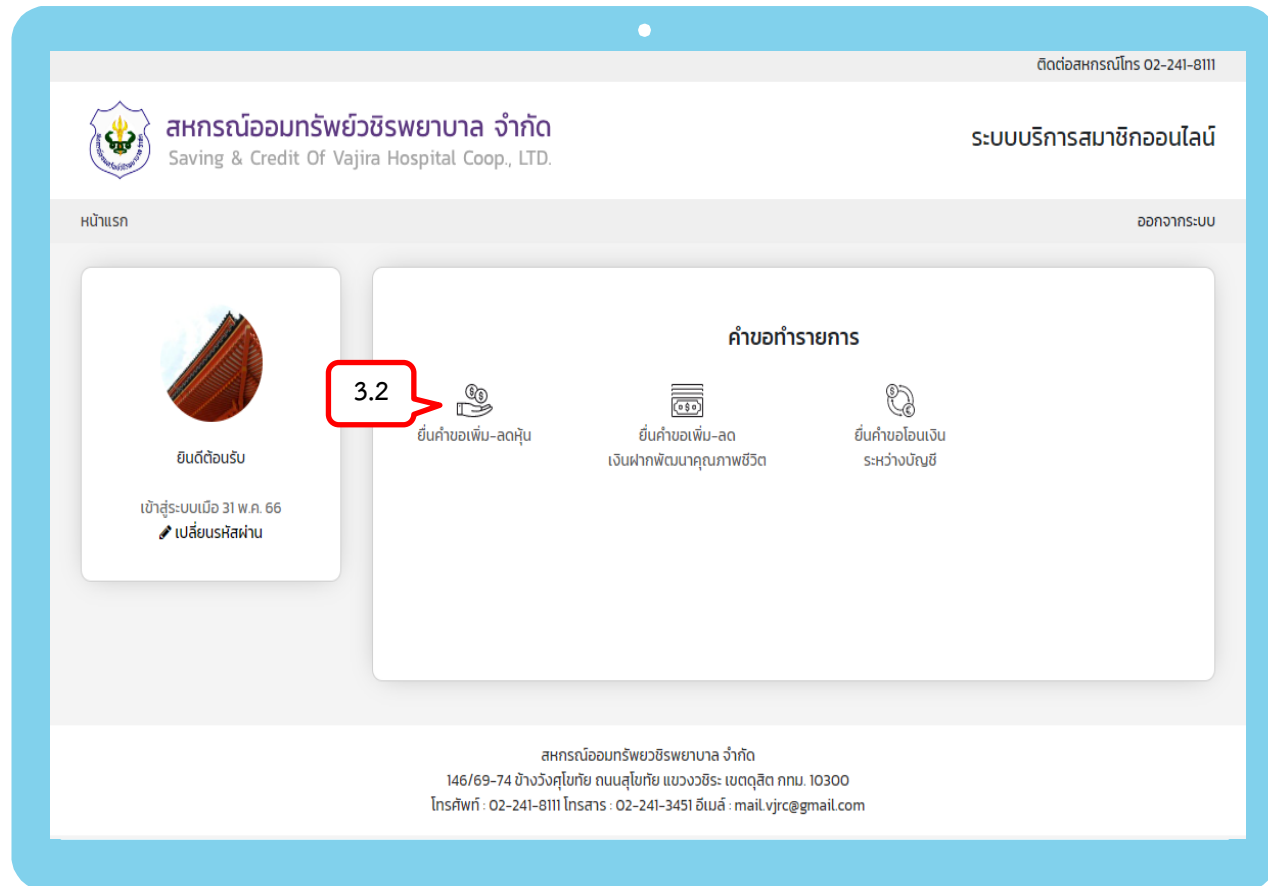 ติดต่อสหกรณ์โทร 02-241-8111
สหกรณ์ออมทรัพย์วชิรพยาบาล จำกัด
Saving & Credit Of Vajira Hospital Coop., LTD.
ระบบบริการสมาชิกออนไลน์
หน้าแรก
ออกจากระบบ
ยินดีต้อนรับ
เข้าสู่ระบบเมื่อ 31 พ.ค. 66
เปลี่ยนรหัสผ่าน
คำขอทำรายการ
3.2
ยื่นคำขอเพิ่ม-ลดหุ้น
ยื่นคำขอเพิ่ม-ลด
เงินฝากพัฒนาคุณภาพชีวิต
ยื่นคำขอโอนเงิน
ระหว่างบัญชี
สหกรณ์ออมทรัพยวชิรพยาบาล จำกัด
146/69-74 ข้างวังศุโขทัย ถนนสุโขทัย แขวงวชิระ เขตดุสิต กทม. 10300
โทรศัพท์ : 02-241-8111 โทรสาร : 02-241-3451 อีเมล์ : mail.vjrc@gmail.com